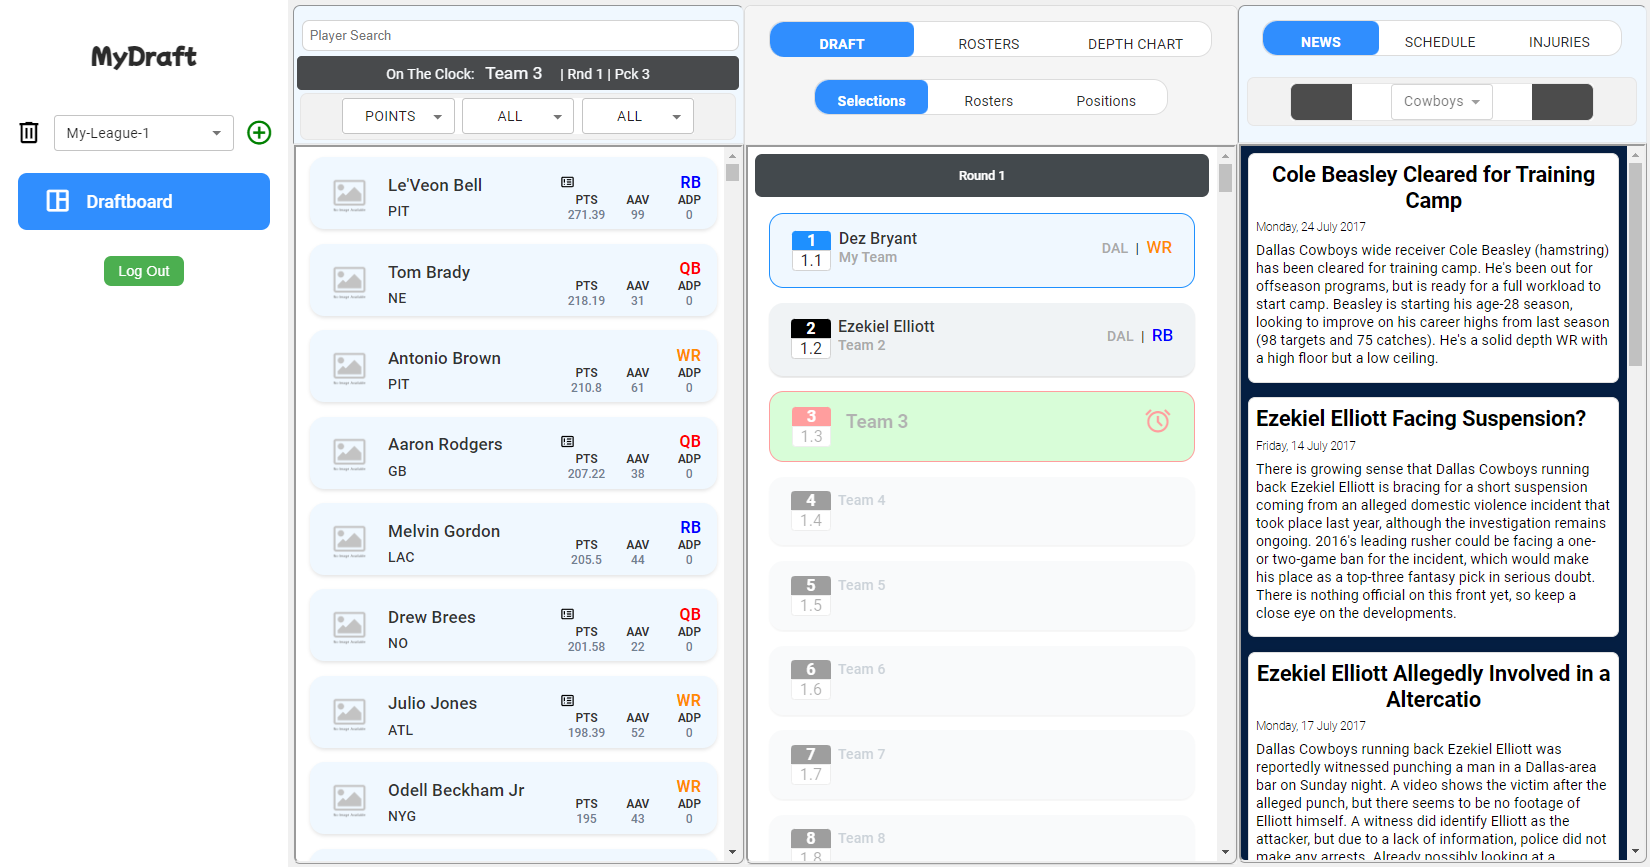 MyDraft
My-League-1
Draftboard
Log Out
Player Search
On The Clock: Team 3 | Rnd 1 | Pck 3
POINTS ALL ALL
Le'Veon Bell RB
PIT PTS AAV ADP
271.39 99 0
Tom Brady QB
NE PTS AAV ADP
218.19 31 0
Antonio Brown WR
PIT PTS AAV ADP
210.8 61 0
Aaron Rodgers QB
GB PTS AAV ADP
207.22 38 0
Melvin Gordon RB
LAC PTS AAV ADP
205.5 44 0
Drew Brees QB
NO PTS AAV ADP
201.58 22 0
Julio Jones WR
ATL PTS AAV ADP
198.39 52 0
Odell Beckham Jr WR
NYG PTS AAV ADP
195 43 0
DRAFT ROSTERS DEPTH CHART
Selections Rosters Positions
Round 1
1 Dez Bryant DAL | WR
1.1 My Team
2 Ezekiel Elliott DAL | RB
1.2 Team 2
3 Team 3
1.3
4 Team 4
1.4
5 Team 5
1.5
6 Team 6
1.6
7 Team 7
1.7
8 Team 8
1.8
NEWS SCHEDULE INJURIES
Cowboys
Cole Beasley Cleared for Training
Camp
Monday, 24 July 2017
Dallas Cowboys wide receiver Cole Beasley (hamstring)
has been cleared for training camp. He's been out for
offseason programs, but is ready for a full workload to
start camp. Beasley is starting his age-28 season,
looking to improve on his career highs from last season
(98 targets and 75 catches). He's a solid depth WR with
a high floor but a low ceiling.
Ezekiel Elliott Facing Suspension?
Friday, 14 July 2017
There is growing sense that Dallas Cowboys running
back Ezekiel Elliott is bracing for a short suspension
coming from an alleged domestic violence incident that
took place last year, although the investigation remains
ongoing. 2016's leading rusher could be facing a one-
or two-game ban for the incident, which would make
his place as a top-three fantasy pick in serious doubt.
There is nothing official on this front yet, so keep a
close eye on the developments.
Ezekiel Elliott Allegedly Involved in a
Altercatio
Monday, 17 July 2017
Dallas Cowboys running back Ezekiel Elliott was
reportedly witnessed punching a man in a Dallas-area
bar on Sunday night. A video shows the victim after the
alleged punch, but there seems to be no footage of
Elliott himself. A witness did identify Elliott as the
attacker, but due to a lack of information, police did not
make any arrests. Already possibly looking at a